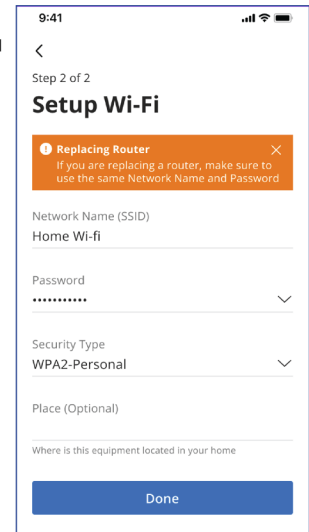 9:41
Step 2 of 2
Setup Wi-Fi
Replacing Router
If you are replacing a router, make sure to
use the same Network Name and Password
Network Name (SSID)
Home Wi-fi
Password
•••••••••••
Security Type
WPA2-Personal
Place (Optional)
Where is this equipment located in your home
Done